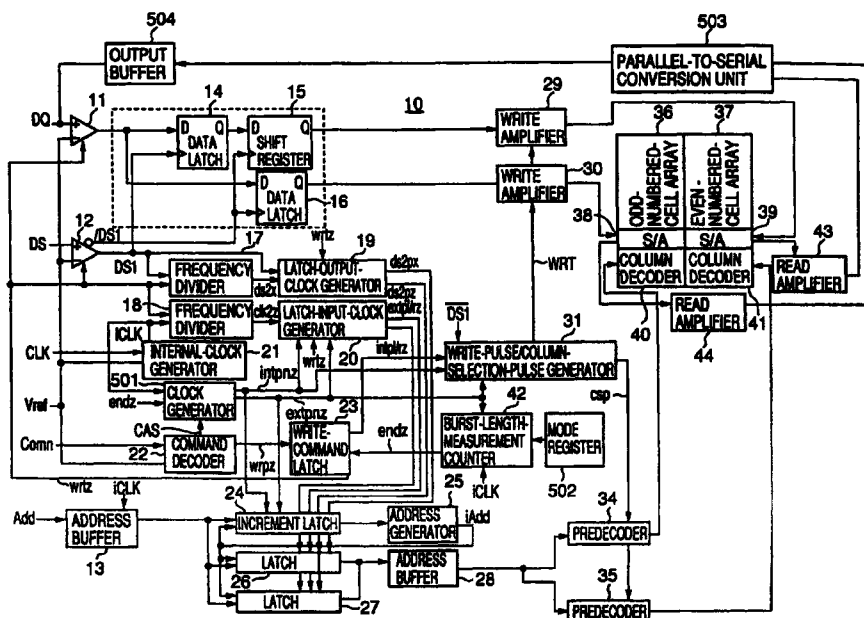 504
OUTPUT
BUFFER
503
PARALLEL-TO-SERIAL
CONVERSION UNIT
11
14
15
10
29
36
37
DQ
D Q
DATA
LATCH
D Q
SHIFT
REGISTER
WRITE
AMPLIFIER
30
WRITE
AMPLIFIER
D Q
DATA
LATCH
16
ODD-
NUMBERED-
CELL ARRAY
EVEN-
NUMBERED-
CELL ARRAY
38
39
43
12
/DS1
17
wrtz
19
DS
DS1
S/A
S/A
COLUMN
DECODER
COLUMN
DECODER
READ
AMPLIFIER
40
41
READ
AMPLIFIER
44
FREQUENCY
DIVIDER
ds2x
LATCH-OUTPUT-
CLOCK GENERATOR
ds2px
ds2pz
WRT
18
FREQUENCY
DIVIDER
clk2z
LATCH-INPUT-CLOCK
GENERATOR
extplrz
intplrz
DS1
31
iCLK
20
CLK
INTERNAL-CLOCK
GENERATOR
21
wrtz
WRITE-PULSE/COLUMN-
SELECTION-PULSE GENERATOR
501
endz
CLOCK
GENERATOR
intpnz
extpnz
23
42
csp
Vref
CAS
Comn
22
COMMAND
DECODER
wrpz
WRITE-
COMMAND
LATCH
endz
BURST-LENGTH-
MEASUREMENT
COUNTER
MODE
REGISTER
502
iCLK
wrtz
iCLK
24
25
Add
ADDRESS
BUFFER
13
INCREMENT LATCH
ADDRESS
GENERATOR
iAdd
34
PREDECODER
LATCH
26
ADDRESS
BUFFER
28
LATCH
27
35
PREDECODER